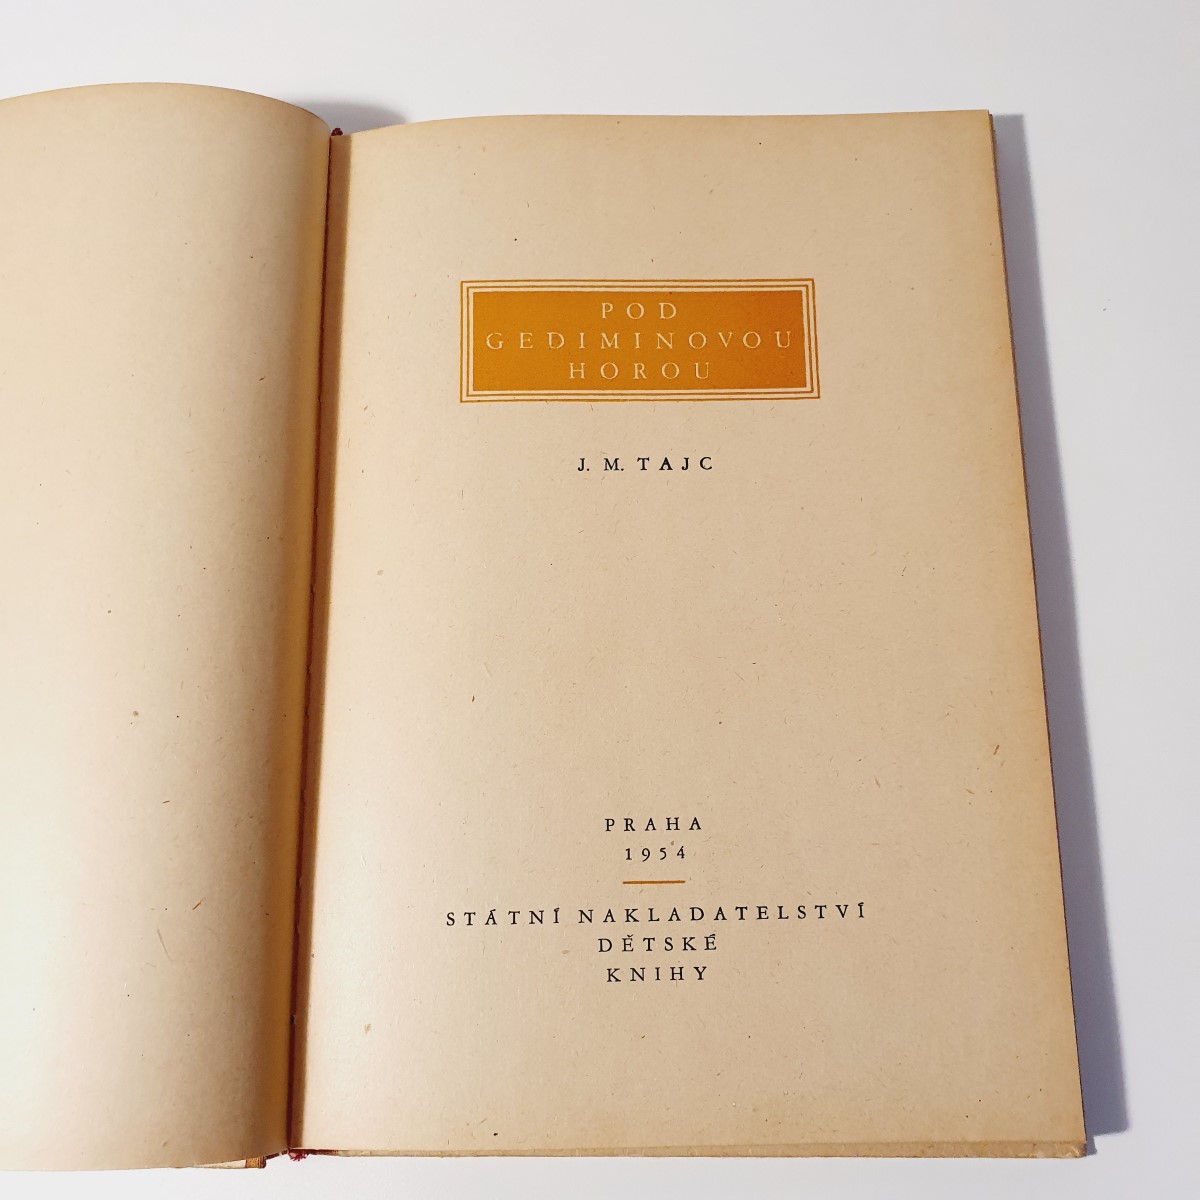 POD
GEDIMINOVOU
HOROU
J. M. TAJC
PRAHA
1954
STÁTNÍ NAKLADATELSTVÍ
DĚTSKÉ
KNIHY